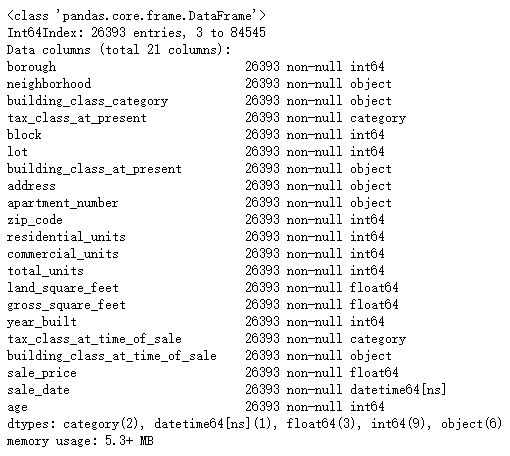 <class 'pandas.core.frame.DataFrame'>
Int64Index: 26393 entries, 3 to 84545
Data columns (total 21 columns):
borough                           26393 non-null int64
neighborhood                      26393 non-null object
building_class_category           26393 non-null object
tax_class_at_present              26393 non-null category
block                             26393 non-null int64
lot                               26393 non-null int64
building_class_at_present         26393 non-null object
address                           26393 non-null object
apartment_number                  26393 non-null object
zip_code                          26393 non-null int64
residential_units                 26393 non-null int64
commercial_units                  26393 non-null int64
total_units                       26393 non-null int64
land_square_feet                  26393 non-null float64
gross_square_feet                 26393 non-null float64
year_built                        26393 non-null int64
tax_class_at_time_of_sale         26393 non-null category
building_class_at_time_of_sale    26393 non-null object
sale_price                        26393 non-null float64
sale_date                         26393 non-null datetime64[ns]
age                               26393 non-null int64
dtypes: category(2), datetime64[ns](1), float64(3), int64(9), object(6)
memory usage: 5.3+ MB